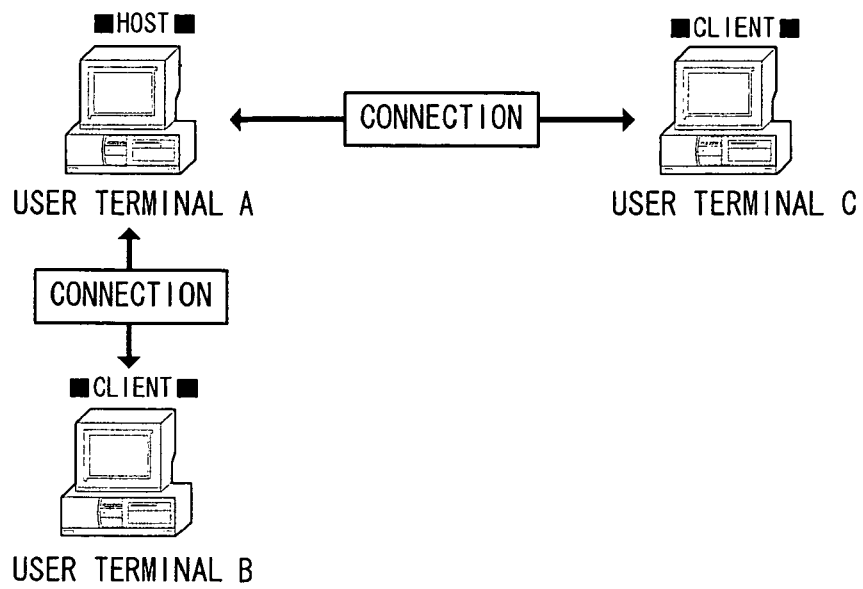 ■HOST■
■CLIENT■
CONNECTION
USER TERMINAL A
USER TERMINAL C
CONNECTION
■CLIENT■
USER TERMINAL B